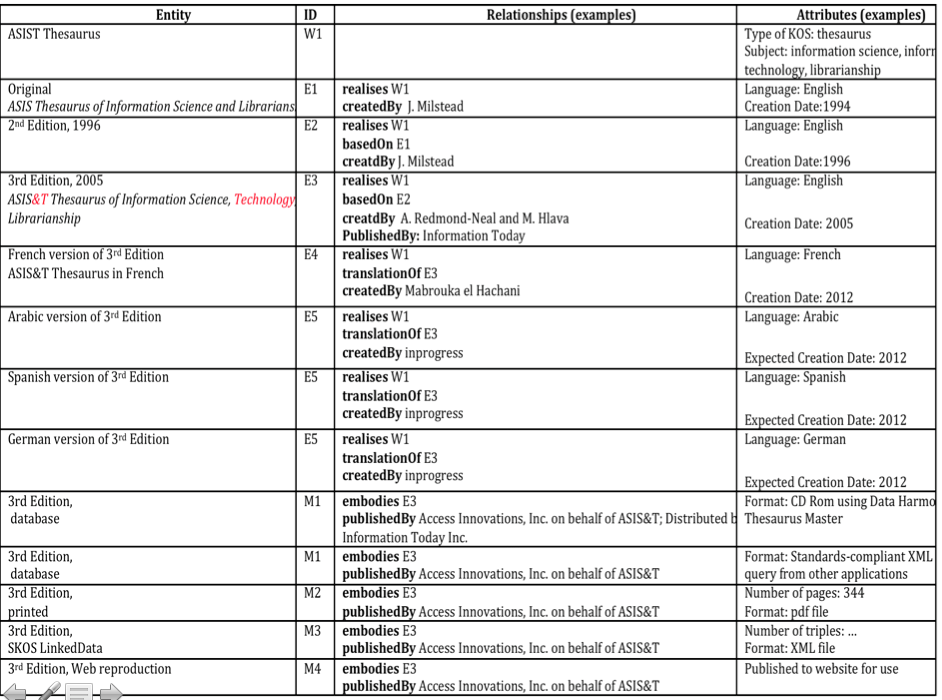 Entity
ID
Relationships (examples)
Attributes (examples)
ASIST Thesaurus
W1
Type of KOS: thesaurus
Subject: information science, infor
technology, librarianship
Original
ASIS Thesaurus of Information Science and Librarians
E1
realises W1
createdBy J. Milstead
Language: English
Creation Date:1994
2nd Edition, 1996
E2
realises W1
basedOn E1
creatdBy J. Milstead
Language: English
Creation Date:1996
3rd Edition, 2005
ASIS&T Thesaurus of Information Science, Technology
Librarianship
E3
realises W1
basedOn E2
creatdBy A. Redmond-Neal and M. Hlava
PublishedBy: Information Today
Language: English
Creation Date: 2005
French version of 3rd Edition
ASIS&T Thesaurus in French
E4
realises W1
translationOf E3
createdBy Mabrouka el Hachani
Language: French
Creation Date: 2012
Arabic version of 3rd Edition
E5
realises W1
translationOf E3
createdBy inprogress
Language: Arabic
Expected Creation Date: 2012
Spanish version of 3rd Edition
E5
realises W1
translationOf E3
createdBy inprogress
Language: Spanish
Expected Creation Date: 2012
German version of 3rd Edition
E5
realises W1
translationOf E3
createdBy inprogress
Language: German
Expected Creation Date: 2012
3rd Edition,
database
M1
embodies E3
publishedBy Access Innovations, Inc. on behalf of ASIS&T; Distributed b
Information Today Inc.
Format: CD Rom using Data Harmo
Thesaurus Master
3rd Edition,
database
M1
embodies E3
publishedBy Access Innovations, Inc. on behalf of ASIS&T
Format: Standards-compliant XML
query from other applications
3rd Edition,
printed
M2
embodies E3
publishedBy Access Innovations, Inc. on behalf of ASIS&T
Number of pages: 344
Format: pdf file
3rd Edition,
SKOS LinkedData
M3
embodies E3
publishedBy Access Innovations, Inc. on behalf of ASIS&T
Number of triples: ...
Format: XML file
3rd Edition, Web reproduction
M4
embodies E3
publishedBy Access Innovations, Inc. on behalf of ASIS&T
Published to website for use